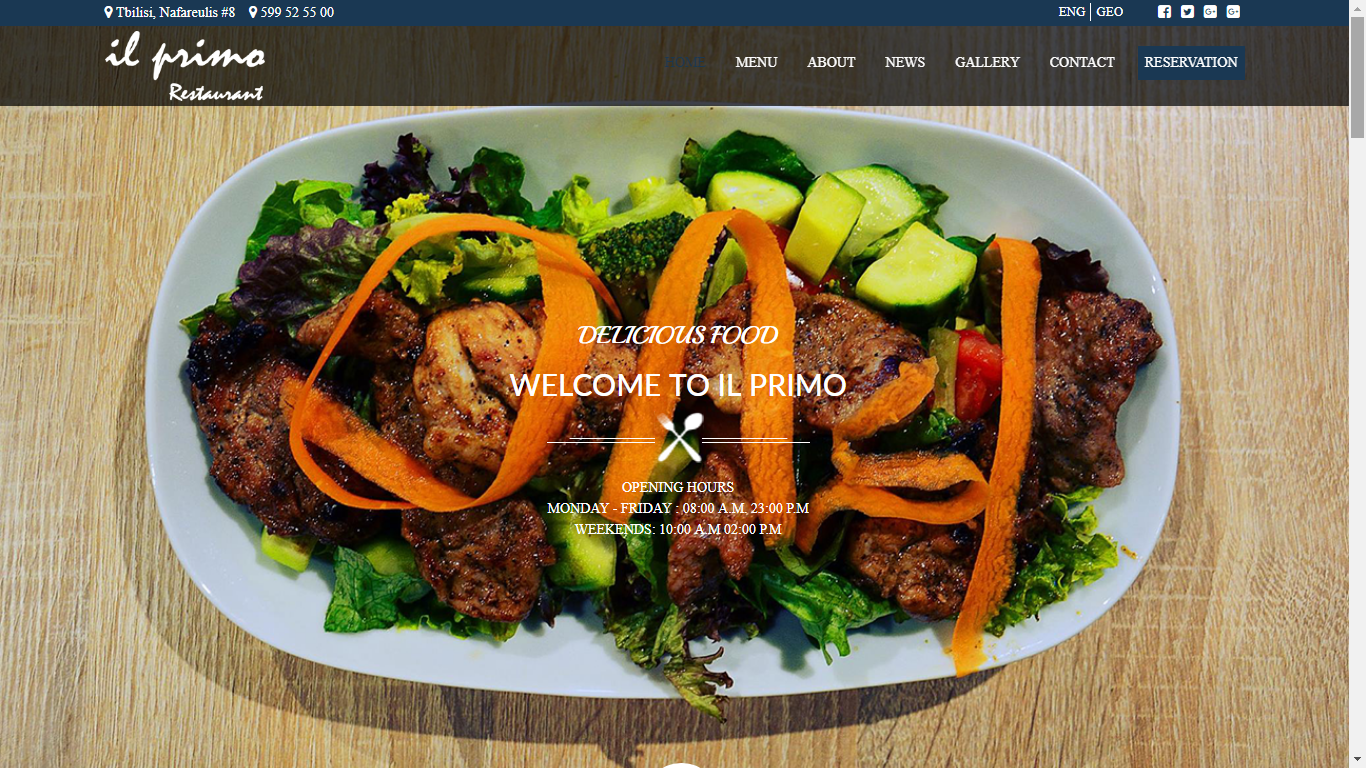 Tbilisi, Nafareulis #8 599 52 55 00 ENG GEO
il primo
Restaurant
HOME MENU ABOUT NEWS GALLERY CONTACT RESERVATION
DELICIOUS FOOD
WELCOME TO IL PRIMO
OPENING HOURS
MONDAY - FRIDAY : 08:00 A.M, 23:00 P.M
WEEKENDS: 10:00 A.M 02:00 P.M